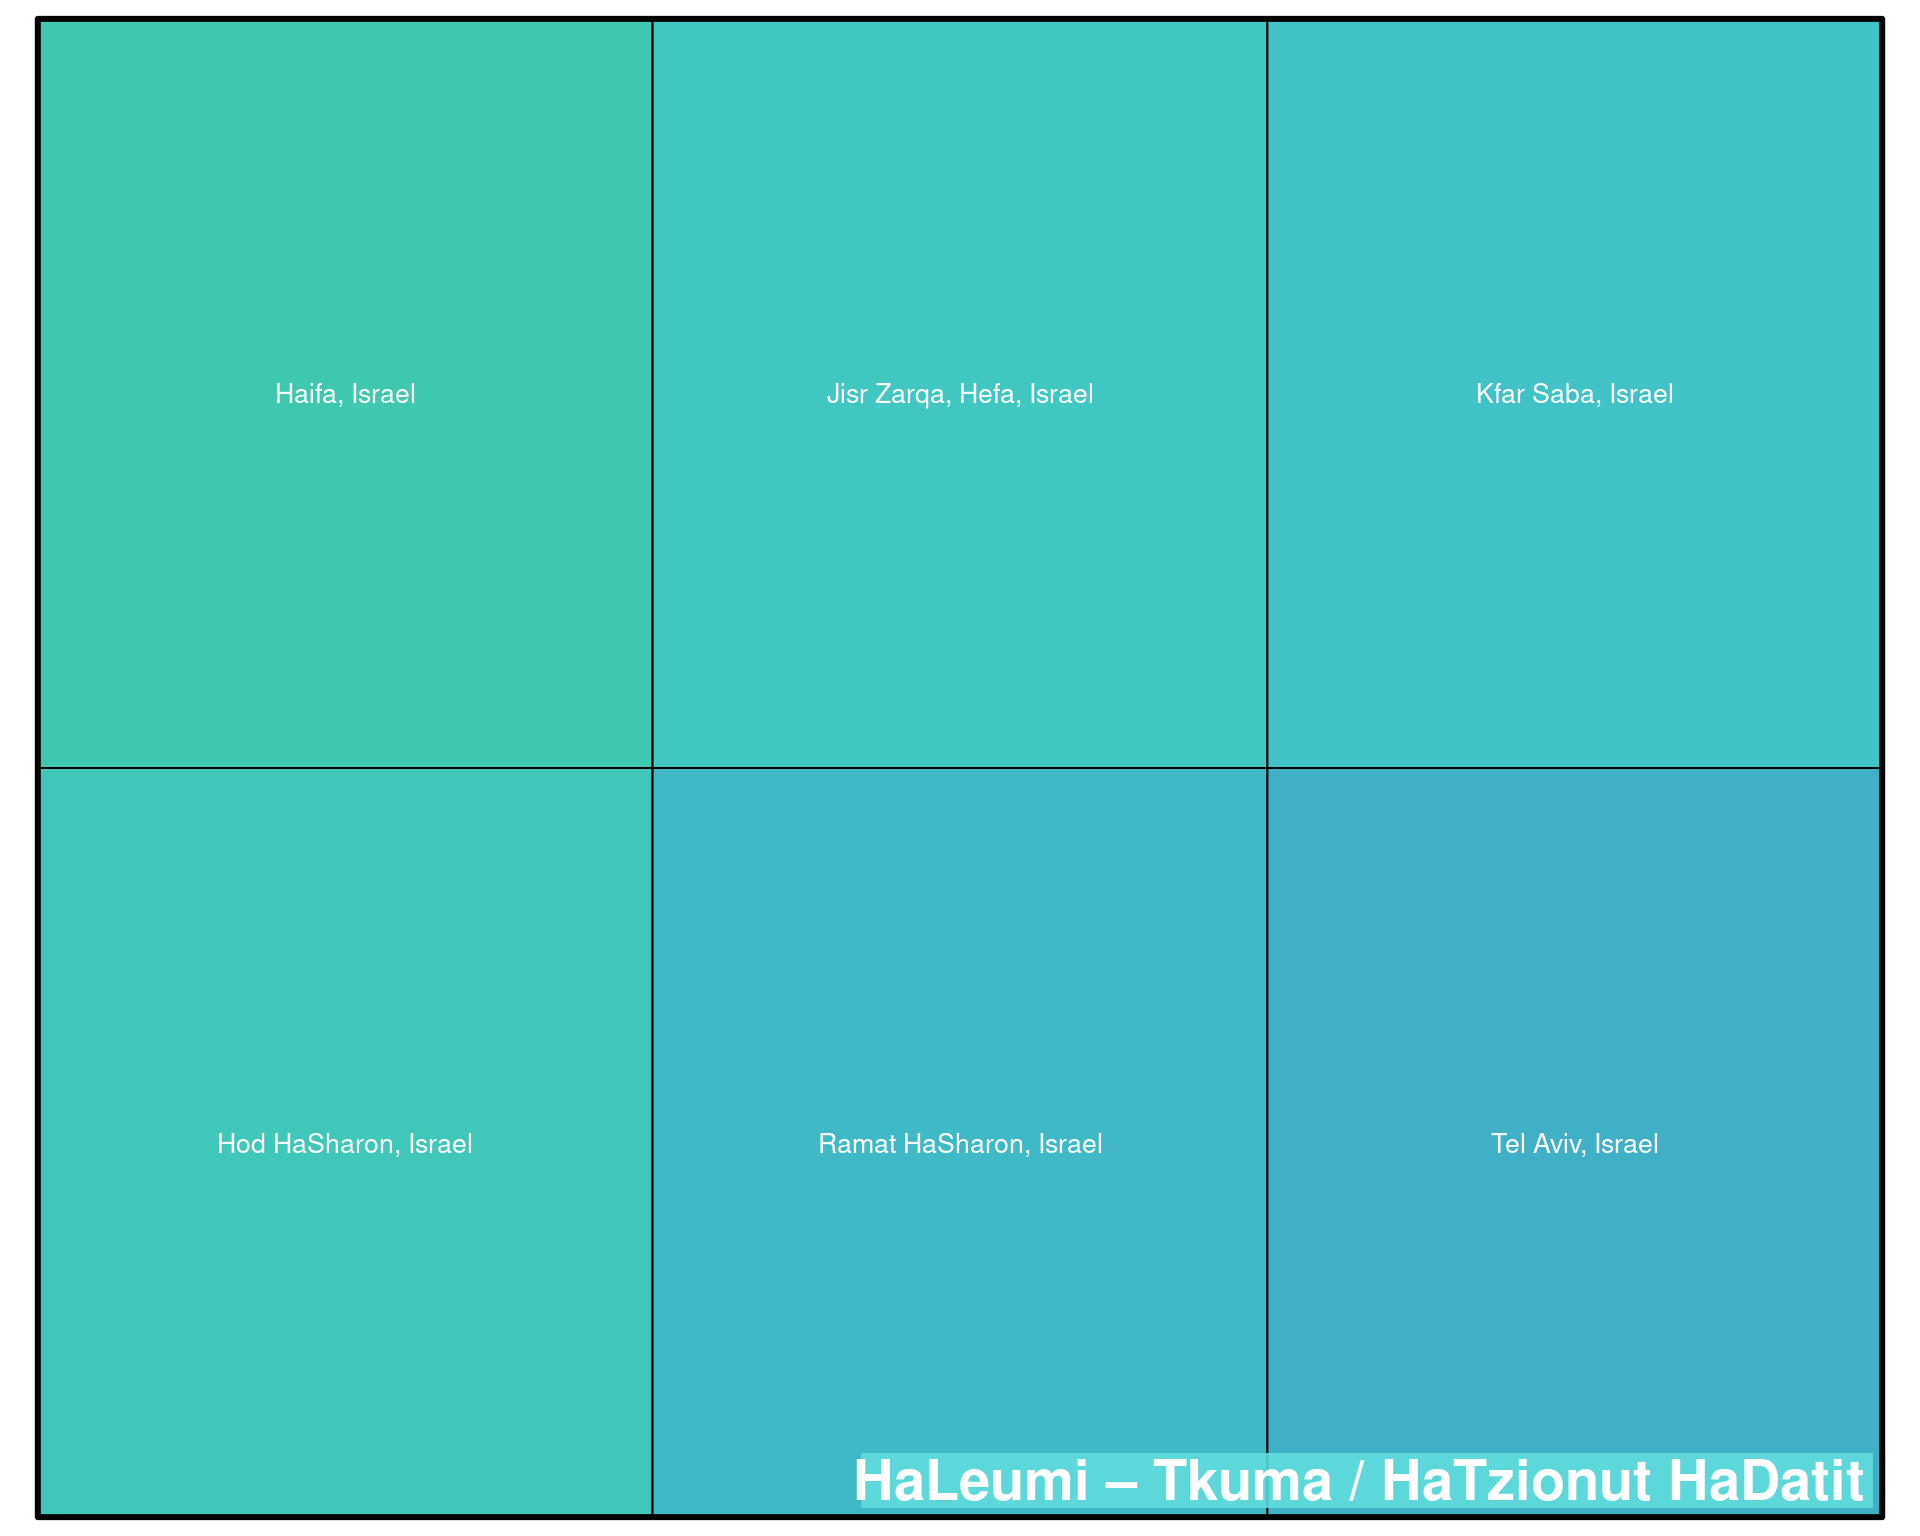 Haifa, Israel
Jisr Zarqa, Hefa, Israel
Kfar Saba, Israel
Hod HaSharon, Israel
Ramat HaSharon, Israel
Tel Aviv, Israel
HaLeumi – Tkuma / HaTzionut HaDatit